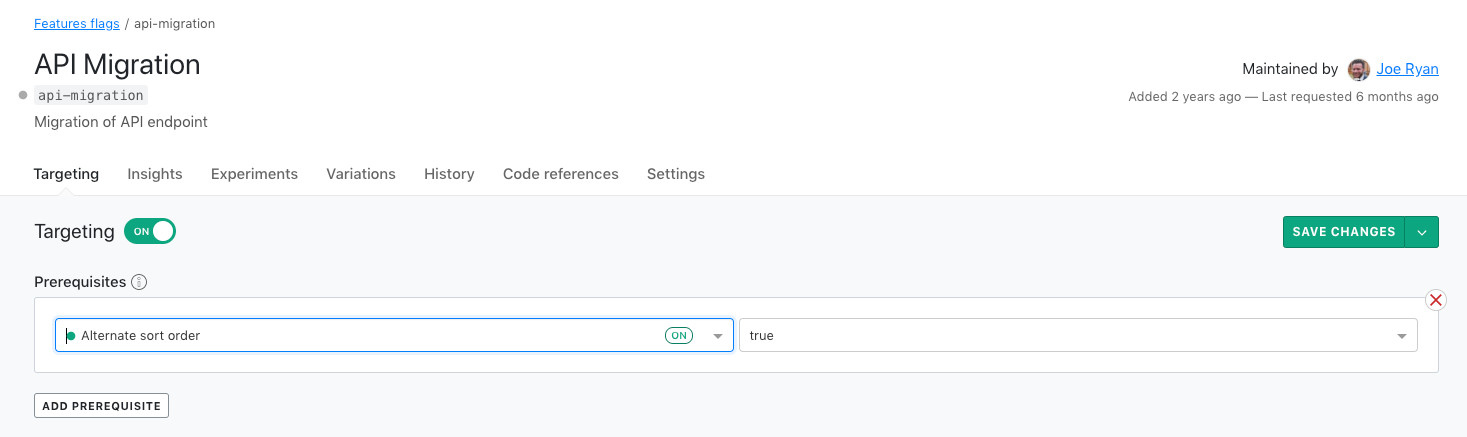 Features flags / api-migration
API Migration
Maintained by Joe Ryan
api-migration
Added 2 years ago — Last requested 6 months ago
Migration of API endpoint
Targeting Insights Experiments Variations History Code references Settings
Targeting ON
SAVE CHANGES
Prerequisites
Alternate sort order ON true
ADD PREREQUISITE